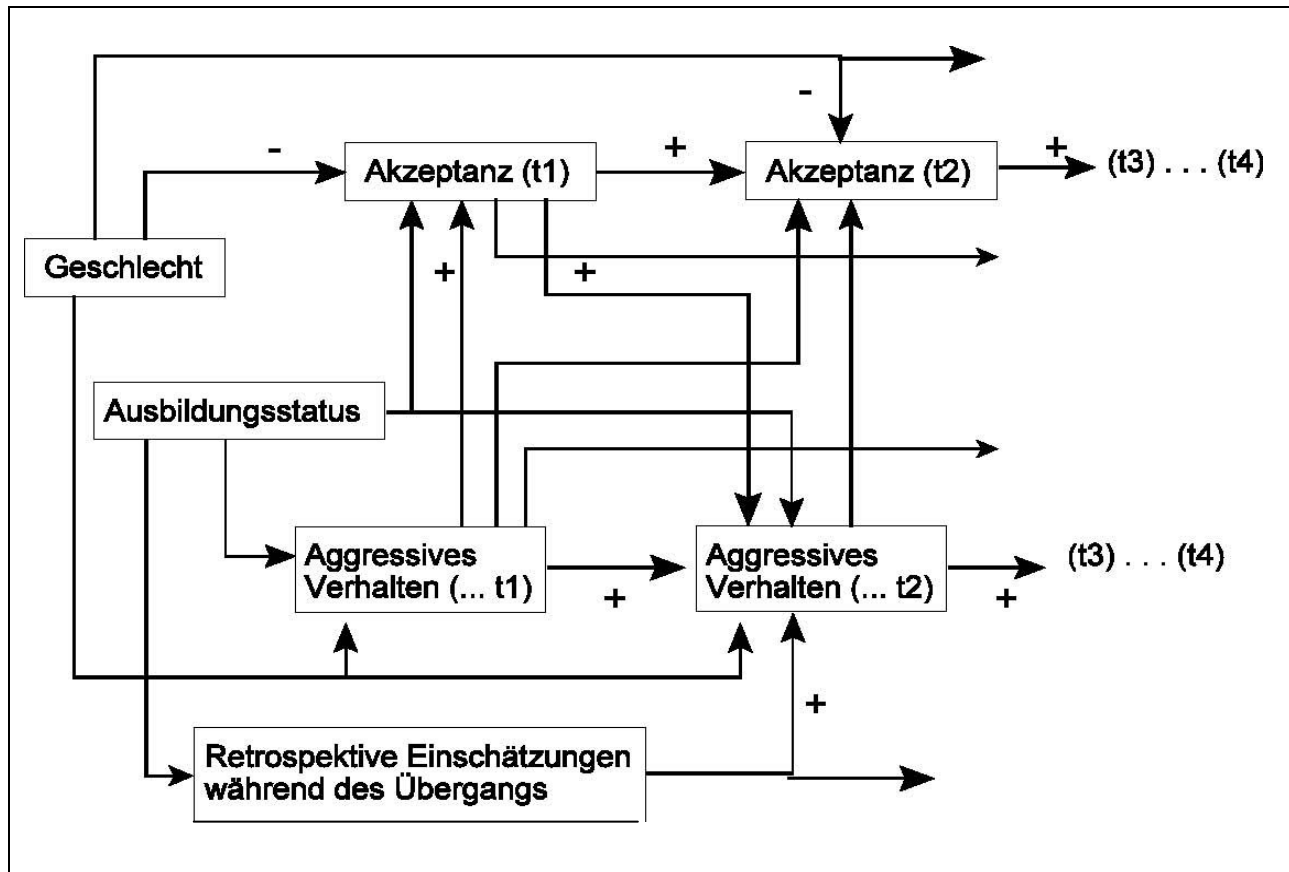 -
-
Akzeptanz (t1)
+
Akzeptanz (t2)
+
(t3) . . . (t4)
Geschlecht
+
+
Ausbildungsstatus
Aggressives
Verhalten (... t1)
+
Aggressives
Verhalten (... t2)
+
(t3) . . . (t4)
+
Retrospektive Einschätzungen
während des Übergangs